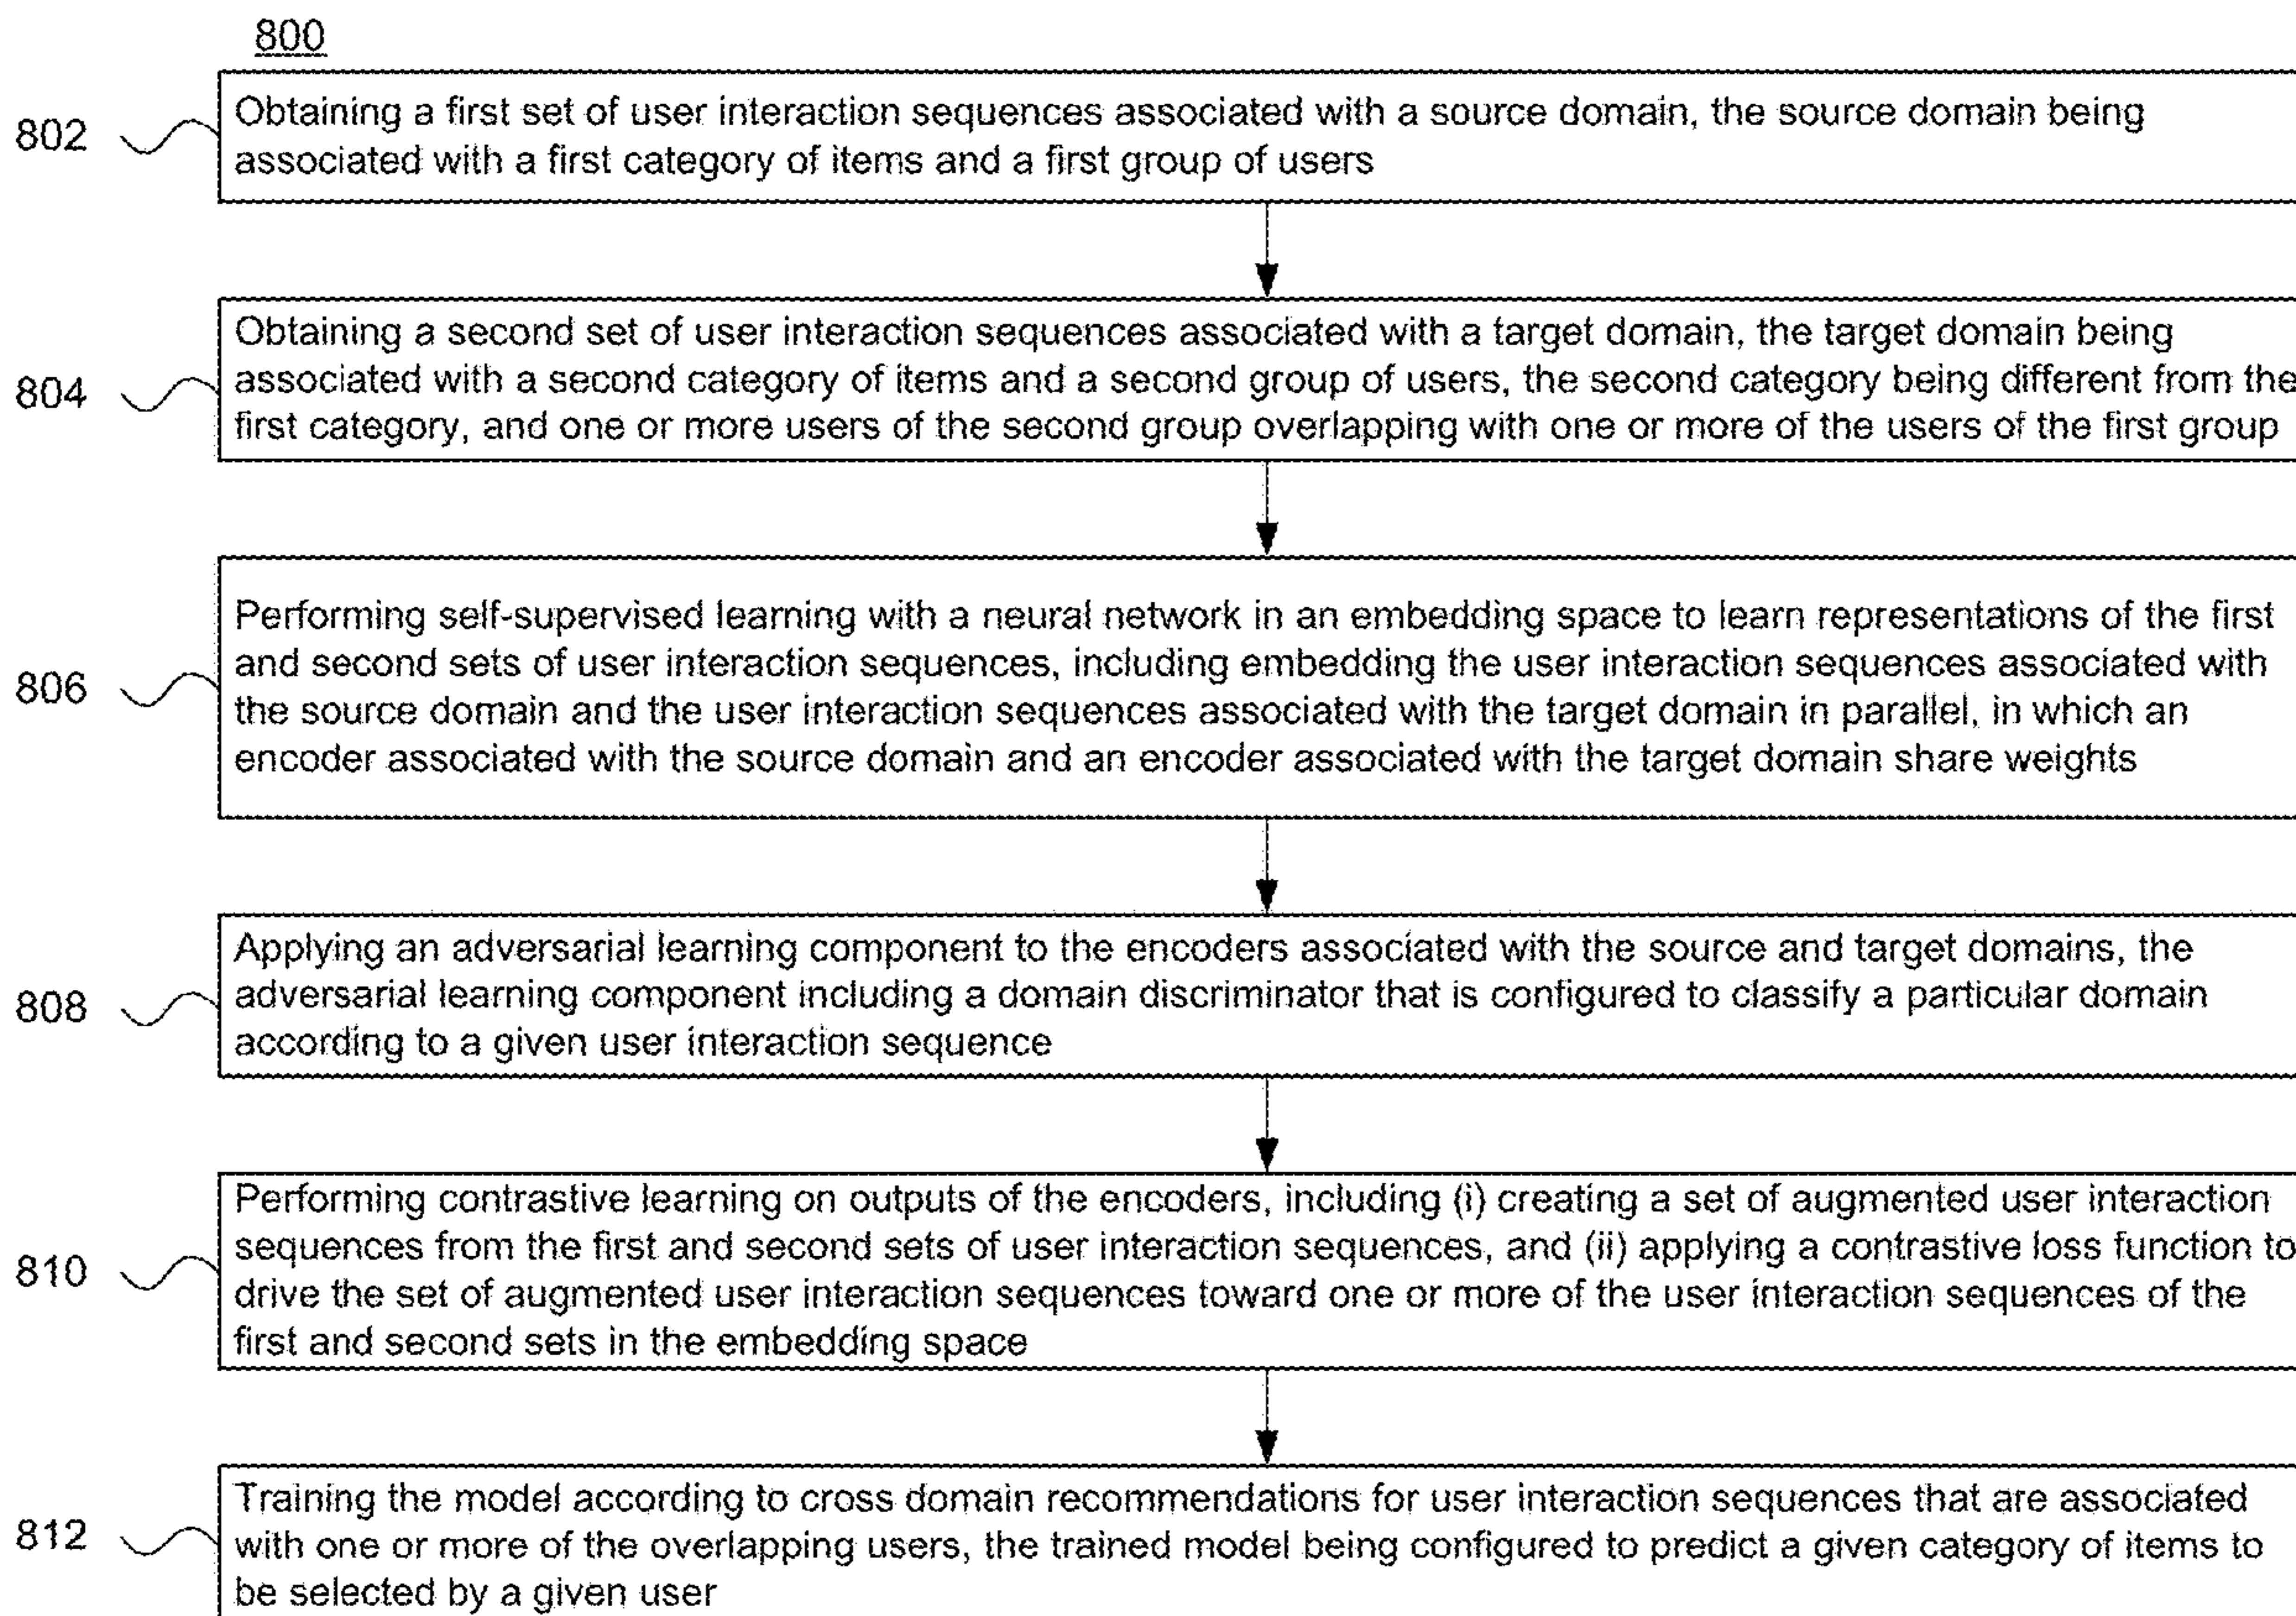 800
802
Obtaining a first set of user interaction sequences associated with a source domain, the source domain being
associated with a first category of items and a first group of users
804
Obtaining a second set of user interaction sequences associated with a target domain, the target domain being
associated with a second category of items and a second group of users, the second category being different from the
first category, and one or more users of the second group overlapping with one or more of the users of the first group
806
Performing self-supervised learning with a neural network in an embedding space to learn representations of the first
and second sets of user interaction sequences, including embedding the user interaction sequences associated with
the source domain and the user interaction sequences associated with the target domain in parallel, in which an
encoder associated with the source domain and an encoder associated with the target domain share weights
808
Applying an adversarial learning component to the encoders associated with the source and target domains, the
adversarial learning component including a domain discriminator that is configured to classify a particular domain
according to a given user interaction sequence
810
Performing contrastive learning on outputs of the encoders, including (i) creating a set of augmented user interaction
sequences from the first and second sets of user interaction sequences, and (ii) applying a contrastive loss function to
drive the set of augmented user interaction sequences toward one or more of the user interaction sequences of the
first and second sets in the embedding space
812
Training the model according to cross domain recommendations for user interaction sequences that are associated
with one or more of the overlapping users, the trained model being configured to predict a given category of items to
be selected by a given user